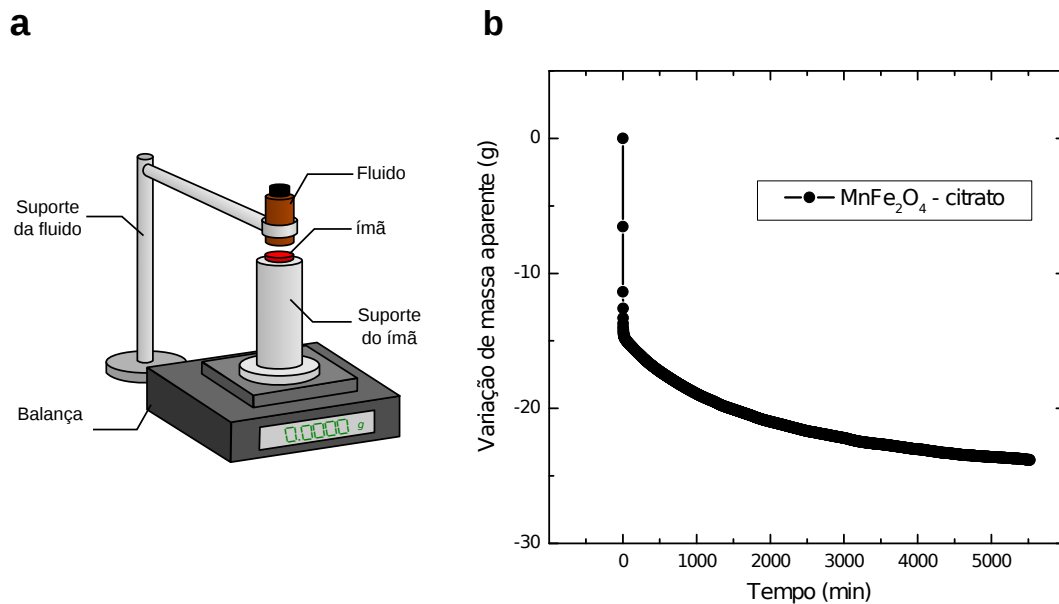 a
b
Fluido
ímã
Suporte
da fluido
Suporte
do ímã
Balança
0.0000 g
Variação de massa aparente (g)
0
-10
-20
-30
MnFe₂O₄ - citrato
0
1000
2000
3000
4000
5000
Tempo (min)